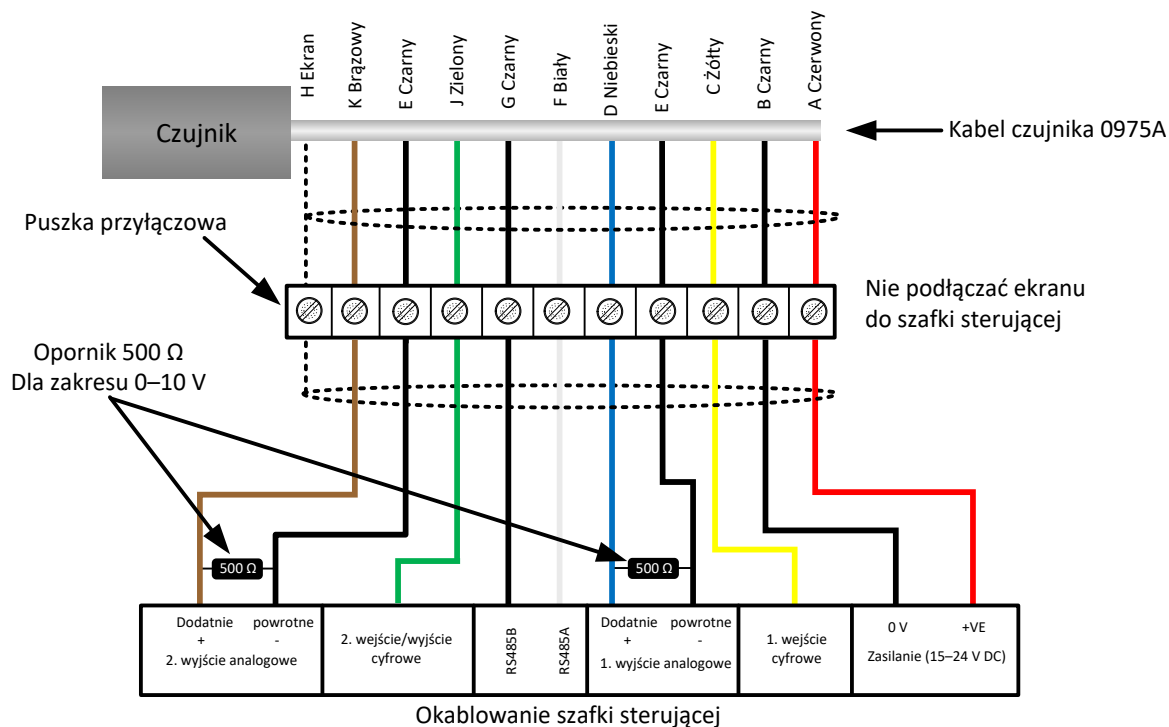 H Ekran
K Brązowy
E Czarny
J Zielony
G Czarny
F Biały
D Niebieski
E Czarny
C Żółty
B Czarny
A Czerwony
Czujnik
Kabel czujnika 0975A
Puszka przyłączowa
Nie podłączać ekranu
do szafki sterującej
Opornik 500 Ω
Dla zakresu 0–10 V
500 Ω
500 Ω
Dodatnie
+
powrotne
-
2. wyjście analogowe
2. wejście/wyjście
cyfrowe
RS485B
RS485A
Dodatnie
+
powrotne
-
1. wyjście analogowe
1. wejście
cyfrowe
0 V
+VE
Zasilanie (15–24 V DC)
Okablowanie szafki sterującej